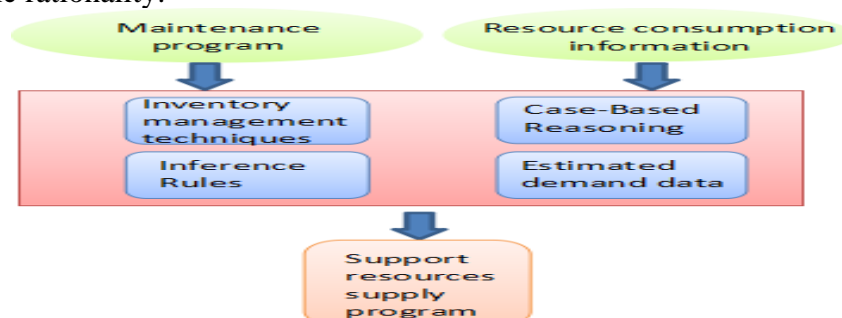 rationality.
Maintenance
program
Resource consumption
information
Inventory
management
techniques
Case-Based
Reasoning
Inference
Rules
Estimated
demand data
Support
resources
supply
program